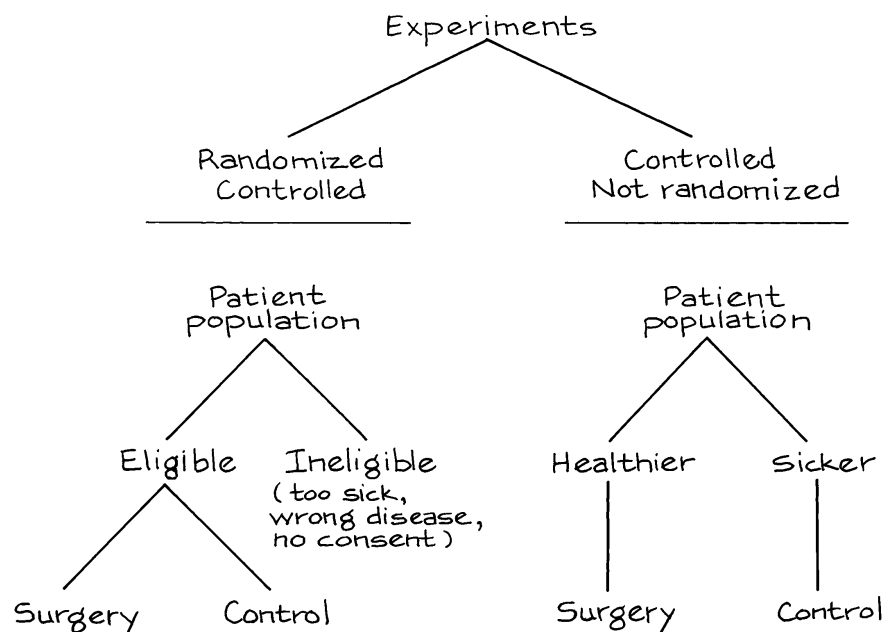 Experiments
Randomized
Controlled
Controlled
Not randomized
Patient
population
Patient
population
Eligible
Ineligible
(too sick,
wrong disease,
no consent)
Healthier
Sicker
Surgery
Control
Surgery
Control